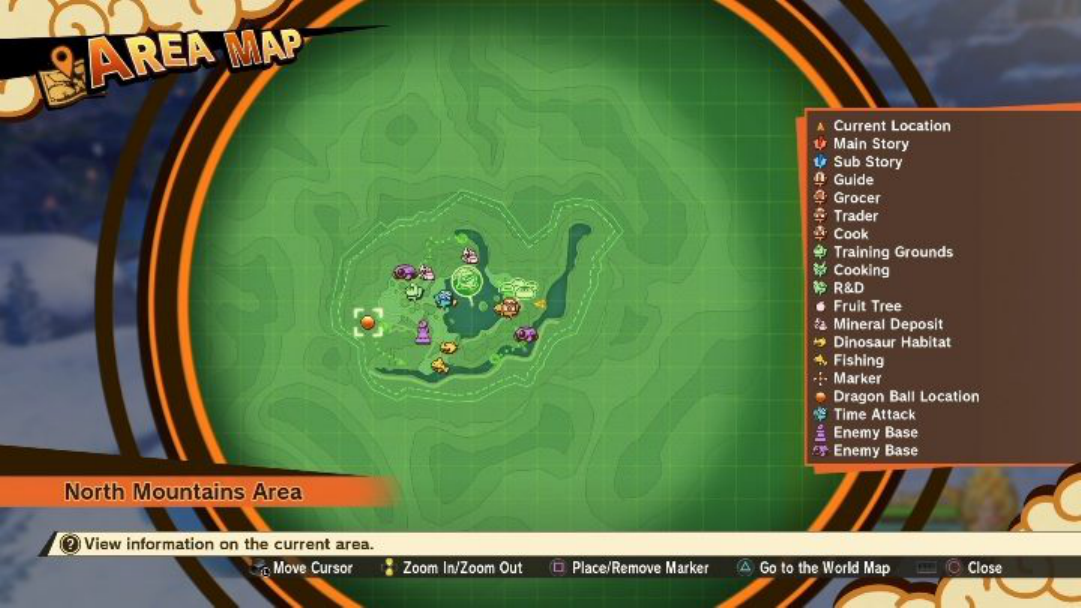 AREA MAP
Current Location
Main Story
Sub Story
Guide
Grocer
Trader
Cook
Training Grounds
Cooking
R&D
Fruit Tree
Mineral Deposit
Dinosaur Habitat
Fishing
Marker
Dragon Ball Location
Time Attack
Enemy Base
Enemy Base
North Mountains Area
? View information on the current area.
Move Cursor Zoom In/Zoom Out Place/Remove Marker Go to the World Map Close